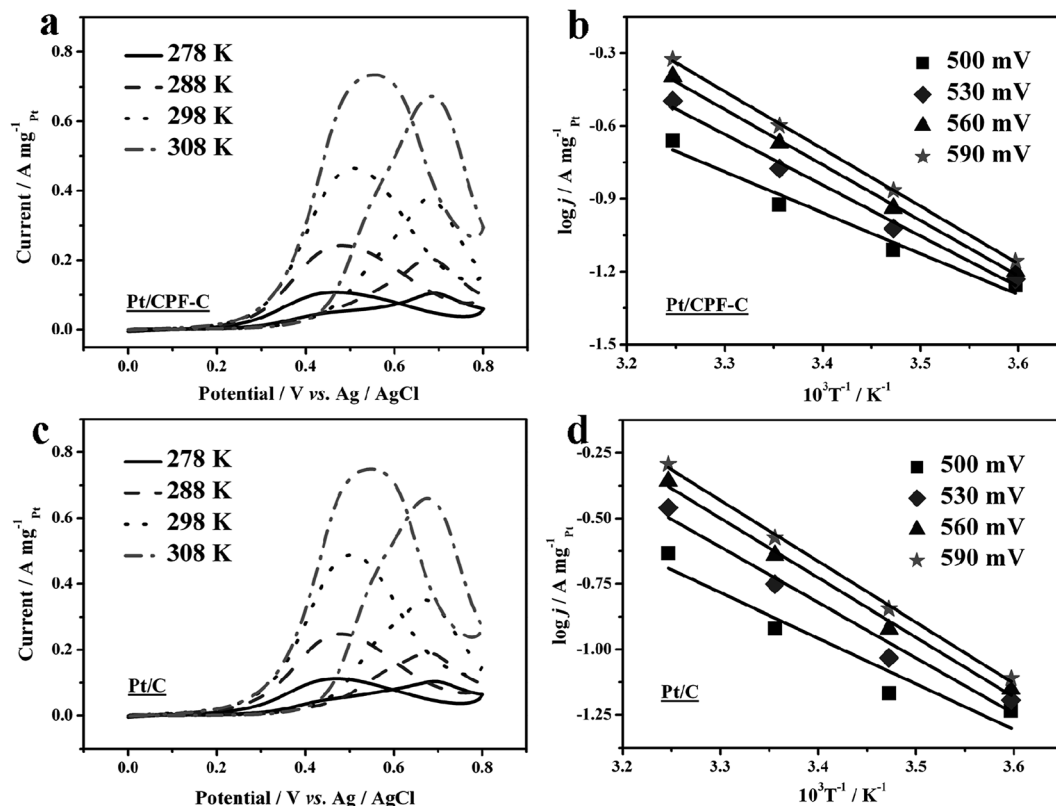 a
278 K
288 K
298 K
308 K
Pt/CPF-C
Current / A mg⁻¹ Pt
0.8
0.6
0.4
0.2
0.0
0.0 0.2 0.4 0.6 0.8
Potential / V vs. Ag / AgCl
b
500 mV
530 mV
560 mV
590 mV
Pt/CPF-C
log j / A mg⁻¹ Pt
-0.3
-0.6
-0.9
-1.2
-1.5
3.2 3.3 3.4 3.5 3.6
10³T⁻¹ / K⁻¹
c
278 K
288 K
298 K
308 K
Pt/C
Current / A mg⁻¹ Pt
0.8
0.6
0.4
0.2
0.0
0.0 0.2 0.4 0.6 0.8
Potential / V vs. Ag / AgCl
d
500 mV
530 mV
560 mV
590 mV
Pt/C
log j / A mg⁻¹ Pt
-0.25
-0.50
-0.75
-1.00
-1.25
3.2 3.3 3.4 3.5 3.6
10³T⁻¹ / K⁻¹